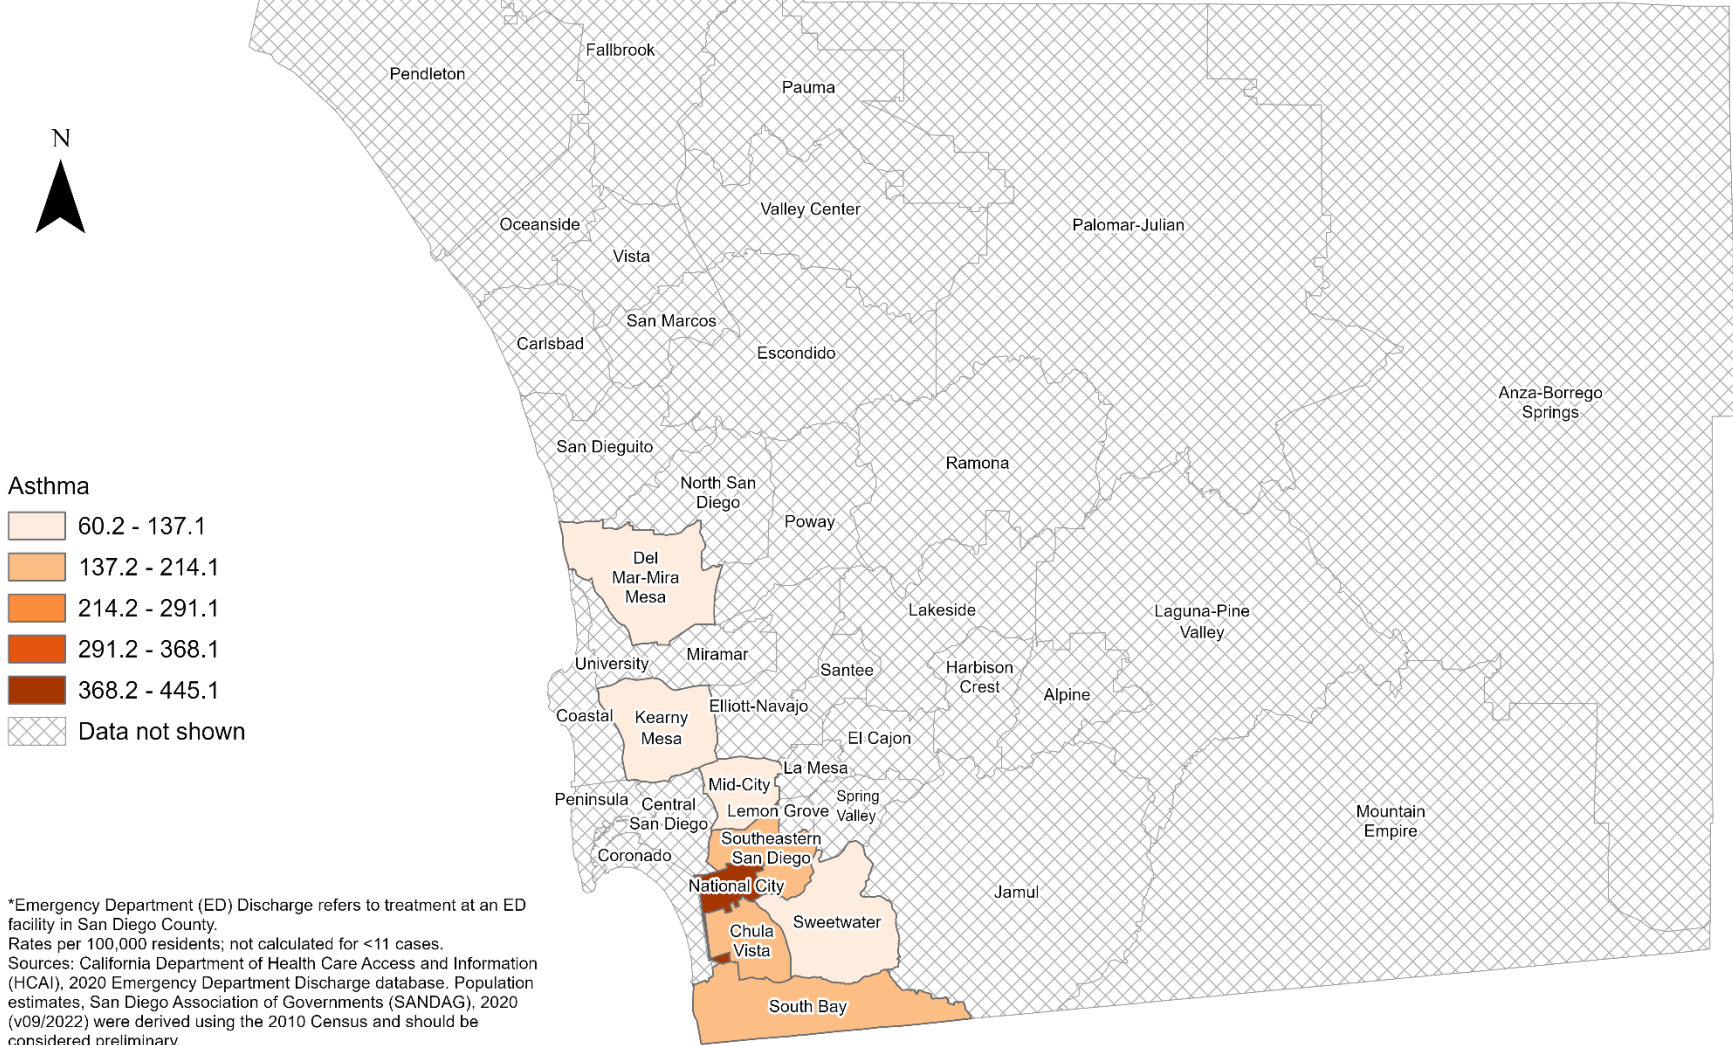 Fallbrook
Pendleton
Pauma
N
Valley Center
Oceanside
Palomar-Julian
Vista
San Marcos
Carlsbad
Escondido
Anza-Borrego
Springs
San Dieguito
Ramona
North San
Diego
Poway
Asthma
60.2 - 137.1
137.2 - 214.1
214.2 - 291.1
291.2 - 368.1
368.2 - 445.1
Data not shown
Del
Mar-Mira
Mesa
Lakeside
Laguna-Pine
Valley
Miramar
University
Santee
Harbison
Crest
Alpine
Elliott-Navajo
Coastal
Kearny
Mesa
El Cajon
La Mesa
Mid-City
Peninsula
Central
San Diego
Lemon Grove
Spring
Valley
Mountain
Empire
Southeastern
San Diego
Coronado
National City
Jamul
Sweetwater
Chula
Vista
South Bay
*Emergency Department (ED) Discharge refers to treatment at an ED
facility in San Diego County.
Rates per 100,000 residents; not calculated for <11 cases.
Sources: California Department of Health Care Access and Information
(HCAI), 2020 Emergency Department Discharge database. Population
estimates, San Diego Association of Governments (SANDAG), 2020
(v09/2022) were derived using the 2010 Census and should be
considered preliminary.